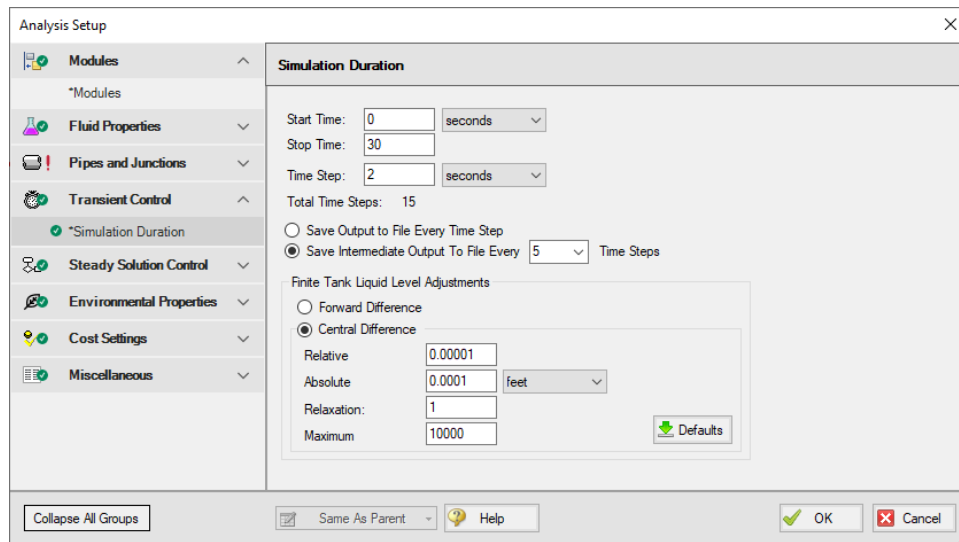 Analysis Setup
Modules
*Modules
Fluid Properties
Pipes and Junctions
Transient Control
*Simulation Duration
Steady Solution Control
Environmental Properties
Cost Settings
Miscellaneous
Collapse All Groups
Simulation Duration
Start Time: 0 seconds
Stop Time: 30
Time Step: 2 seconds
Total Time Steps: 15
Save Output to File Every Time Step
Save Intermediate Output To File Every 5 Time Steps
Finite Tank Liquid Level Adjustments
Forward Difference
Central Difference
Relative 0.00001
Absolute 0.0001 feet
Relaxation: 1
Maximum 10000
Defaults
Same As Parent
Help
OK
Cancel